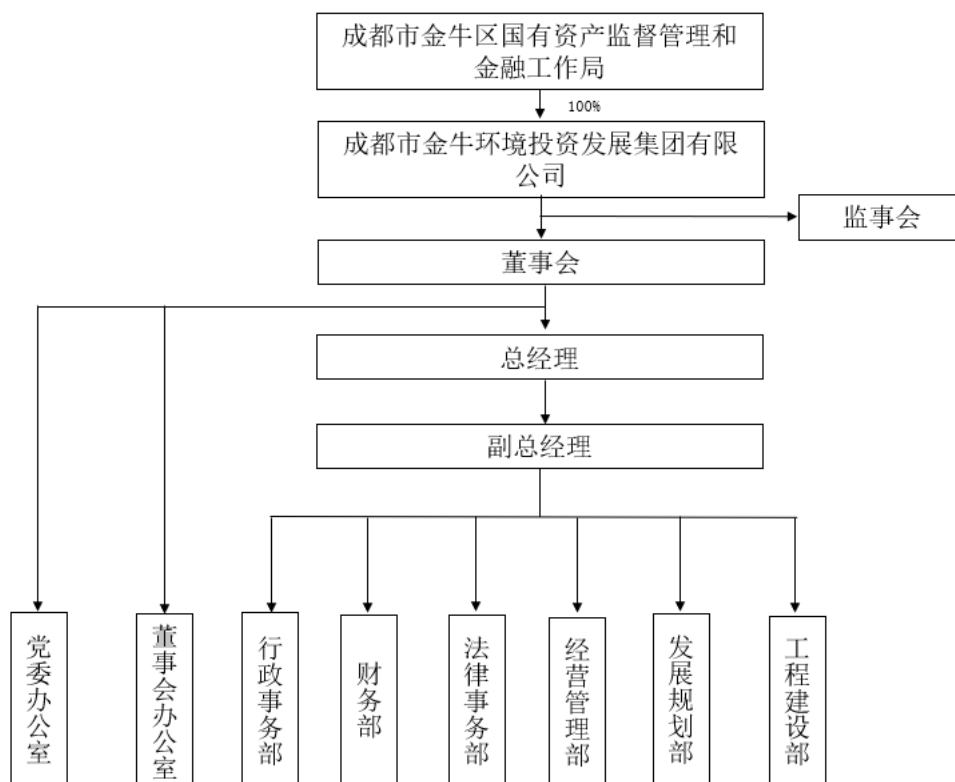 成都市金牛区国有资产监督管理和
金融工作局
100%
成都市金牛环境投资发展集团有限
公司
监事会
董事会
总经理
副总经理
党委办公室
董事会办公室
行政事务部
财务部
法律事务部
经营管理部
发展规划部
工程建设部